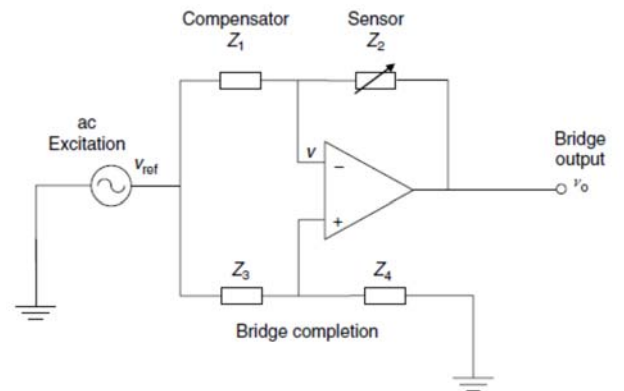 Compensator
Z1
Sensor
Z2
ac
Excitation
vref
v
−
+
Bridge
output
vo
Z3
Z4
Bridge completion